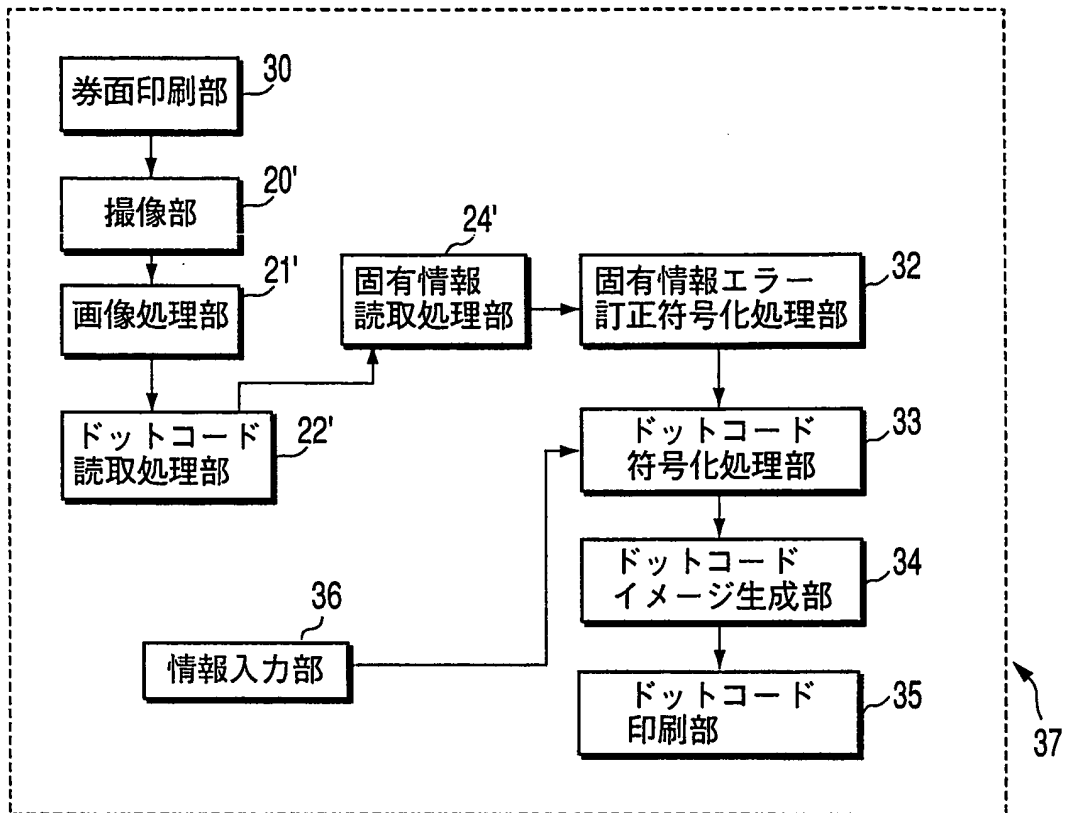 30
券面印刷部
20'
撮像部
21'
画像処理部
ドットコード
読取処理部
22'
24'
固有情報
読取処理部
32
固有情報エラー
訂正符号化処理部
33
ドットコード
符号化処理部
34
ドットコード
イメージ生成部
36
情報入力部
35
ドットコード
印刷部
37